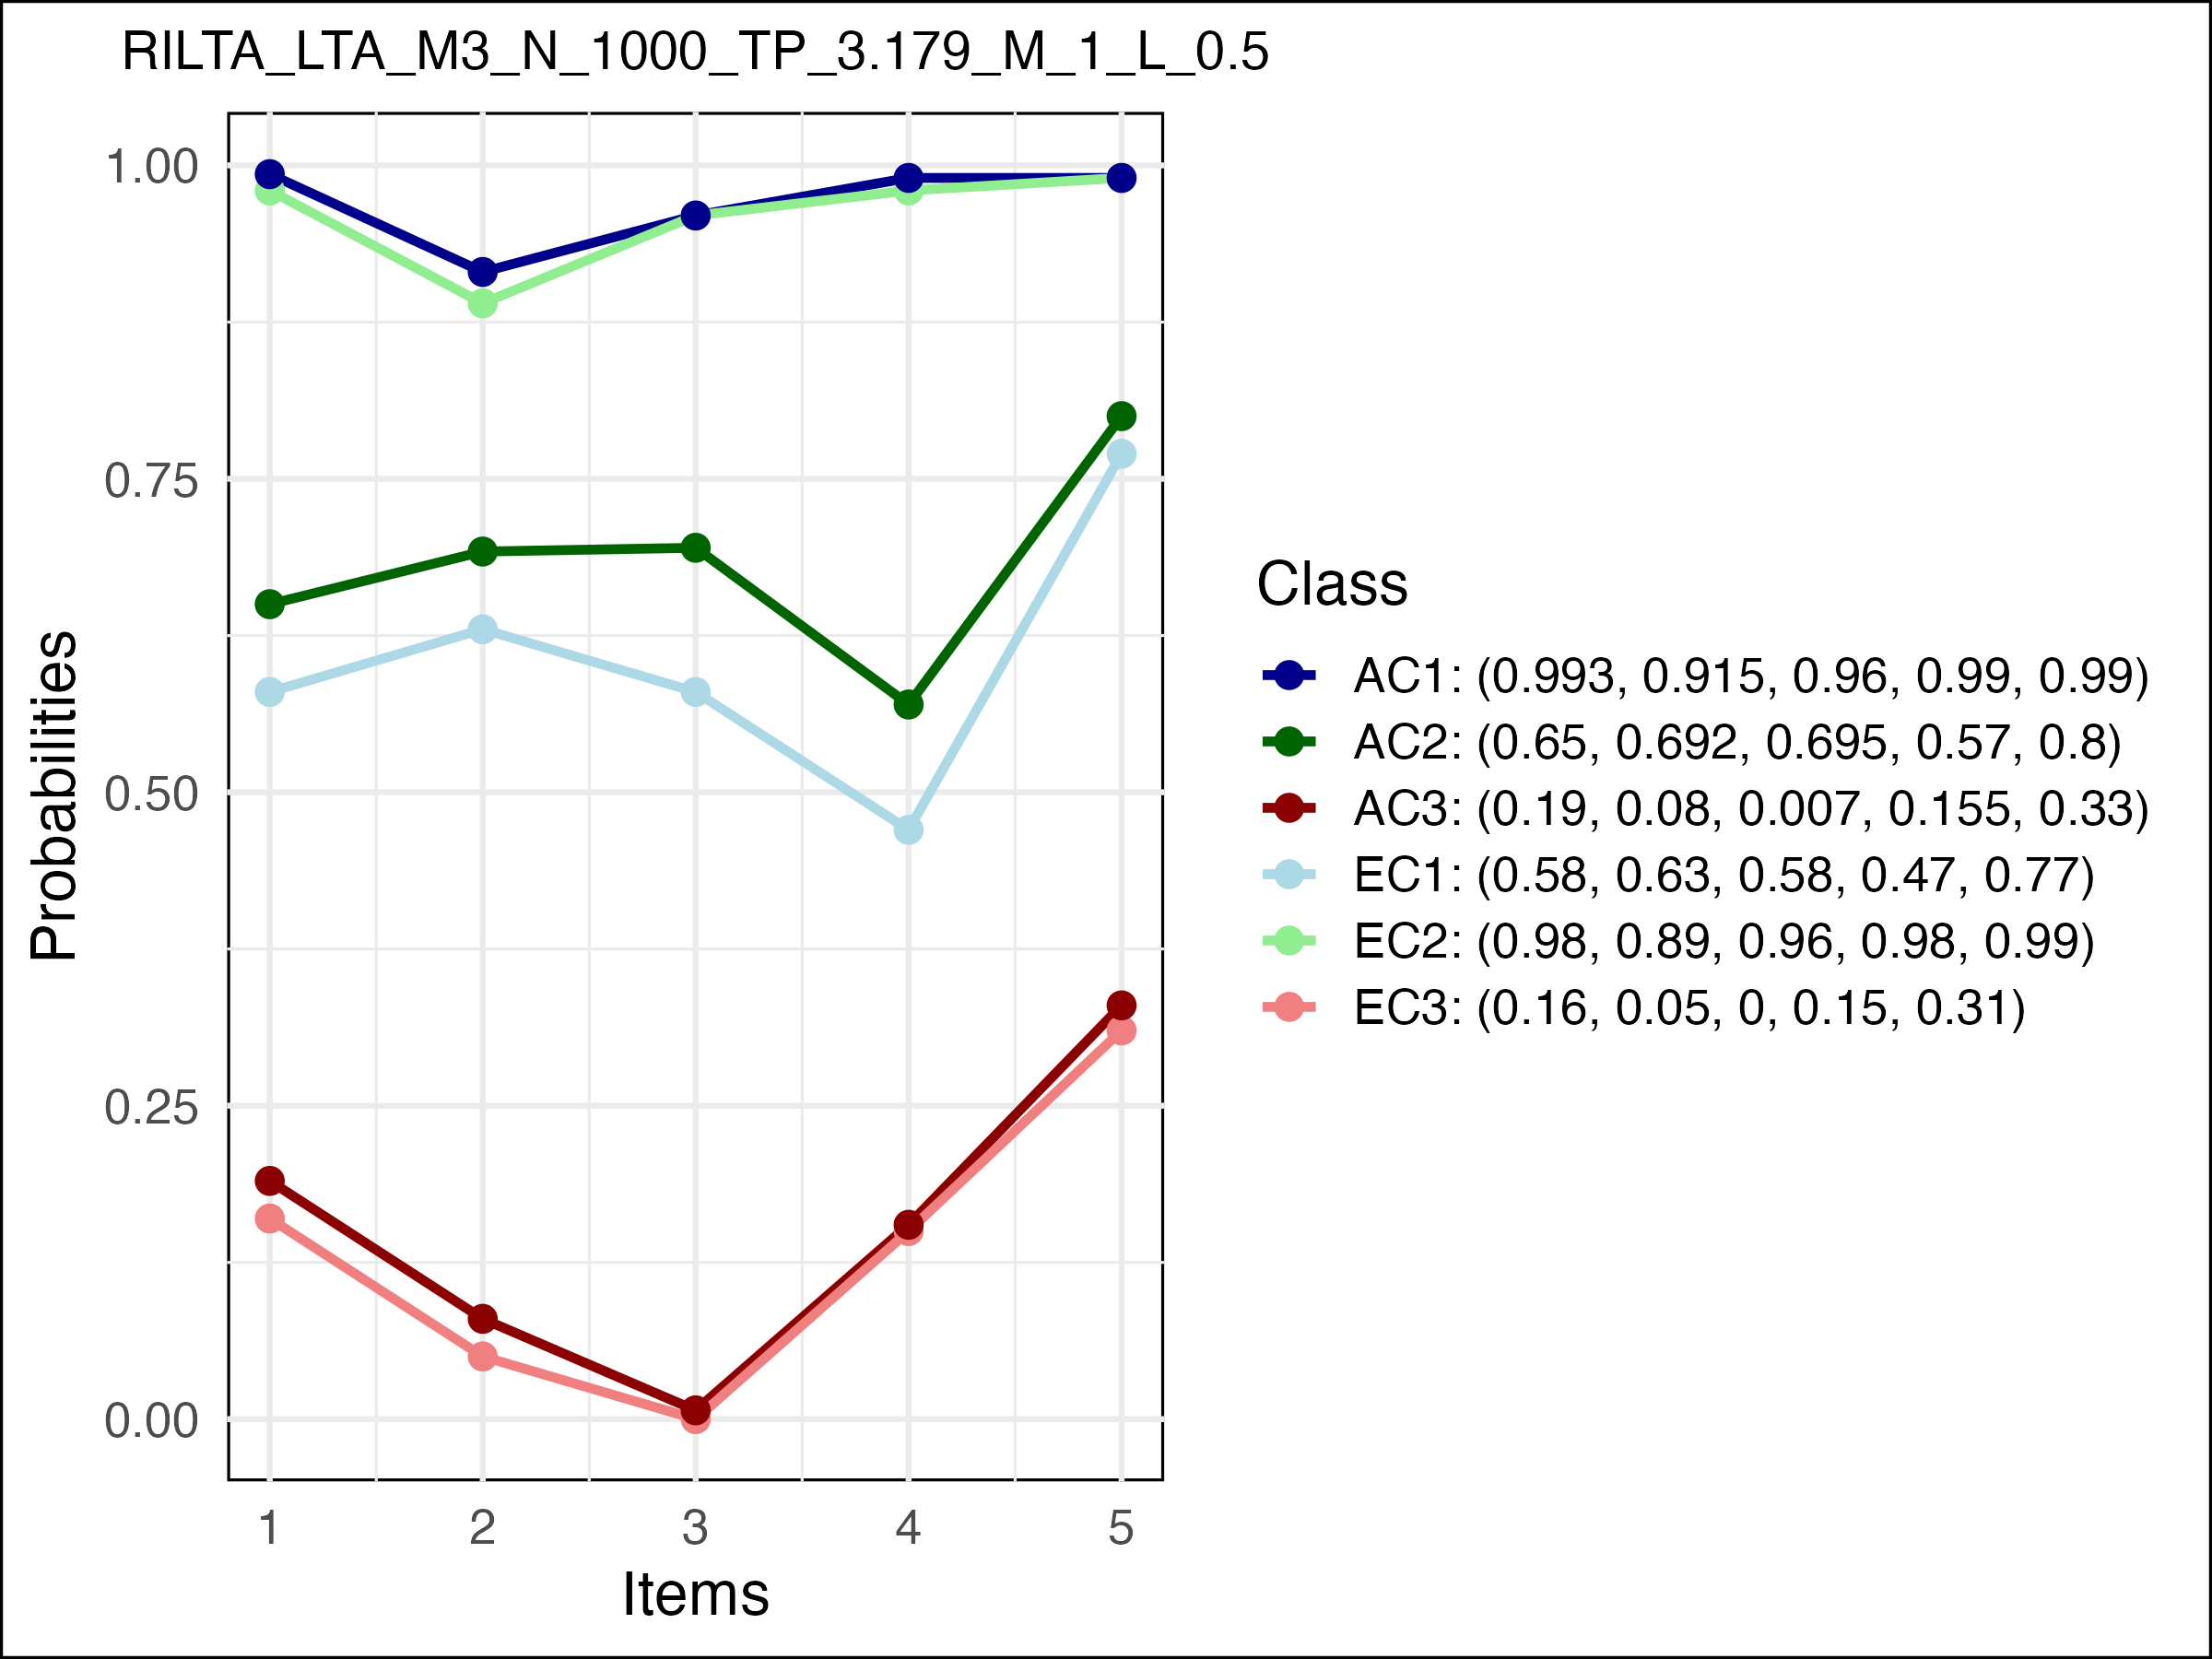 RILTA_LTA_M3_N_1000_TP_3.179_M_1_L_0.5
1.00
0.75
0.50
0.25
0.00
Probabilities
1 2 3 4 5
Items
Class
AC1: (0.993, 0.915, 0.96, 0.99, 0.99)
AC2: (0.65, 0.692, 0.695, 0.57, 0.8)
AC3: (0.19, 0.08, 0.007, 0.155, 0.33)
EC1: (0.58, 0.63, 0.58, 0.47, 0.77)
EC2: (0.98, 0.89, 0.96, 0.98, 0.99)
EC3: (0.16, 0.05, 0, 0.15, 0.31)